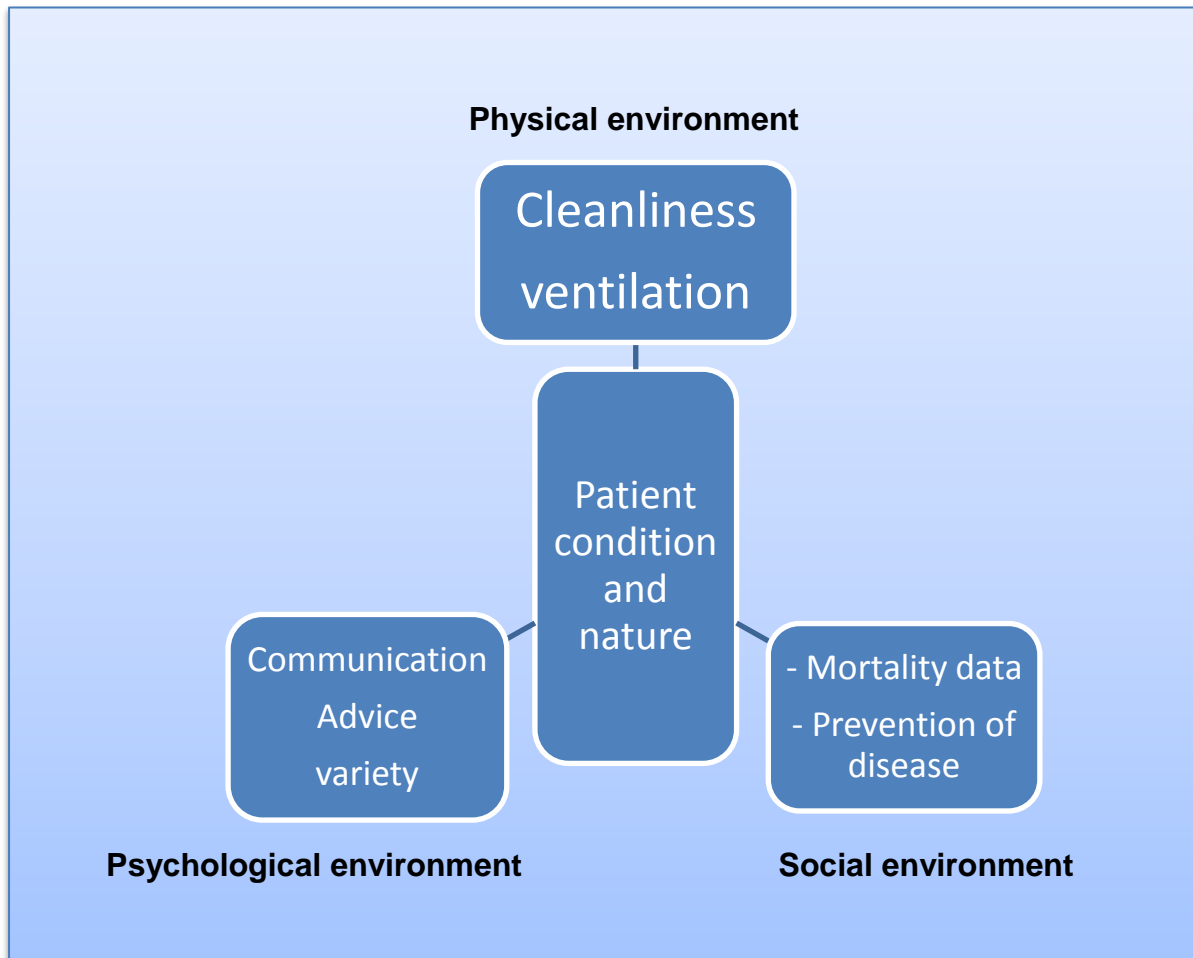 Physical environment
Cleanliness
ventilation
Patient
condition
and
nature
Communication
Advice
variety
- Mortality data
- Prevention of
disease
Psychological environment
Social environment